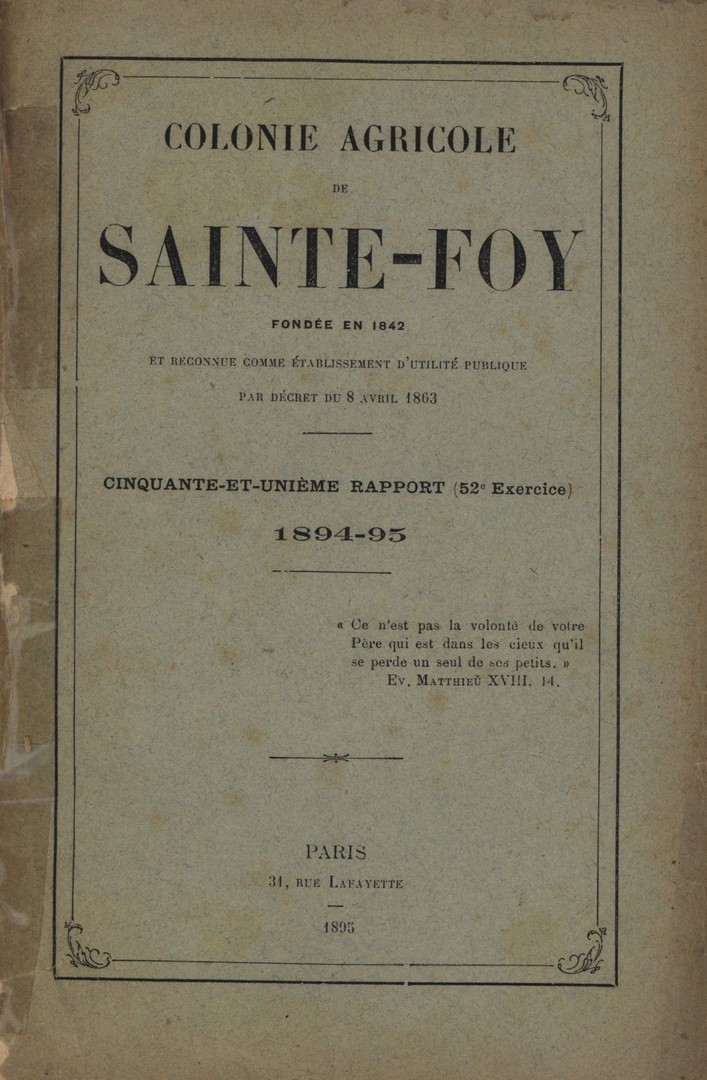 COLONIE AGRICOLE
DE
SAINTE-FOY
FONDÉE EN 1842
ET RECONNUE COMME ÉTABLISSEMENT D'UTILITÉ PUBLIQUE
PAR DÉCRET DU 8 AVRIL 1863
CINQUANTE-ET-UNIÈME RAPPORT (52e Exercice)
1894-95
« Ce n'est pas la volonté de votre
Père qui est dans les cieux qu'il
se perde un seul de ses petits. »
Ev. Matthieu XVIII. 14.
PARIS
31, RUE LAFAYETTE
1895